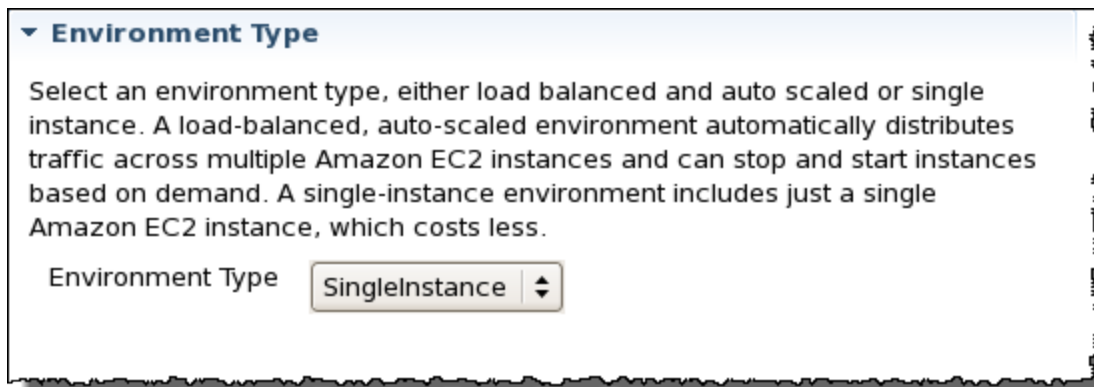 Environment Type
Select an environment type, either load balanced and auto scaled or single
instance. A load-balanced, auto-scaled environment automatically distributes
traffic across multiple Amazon EC2 instances and can stop and start instances
based on demand. A single-instance environment includes just a single
Amazon EC2 instance, which costs less.
Environment Type SingleInstance